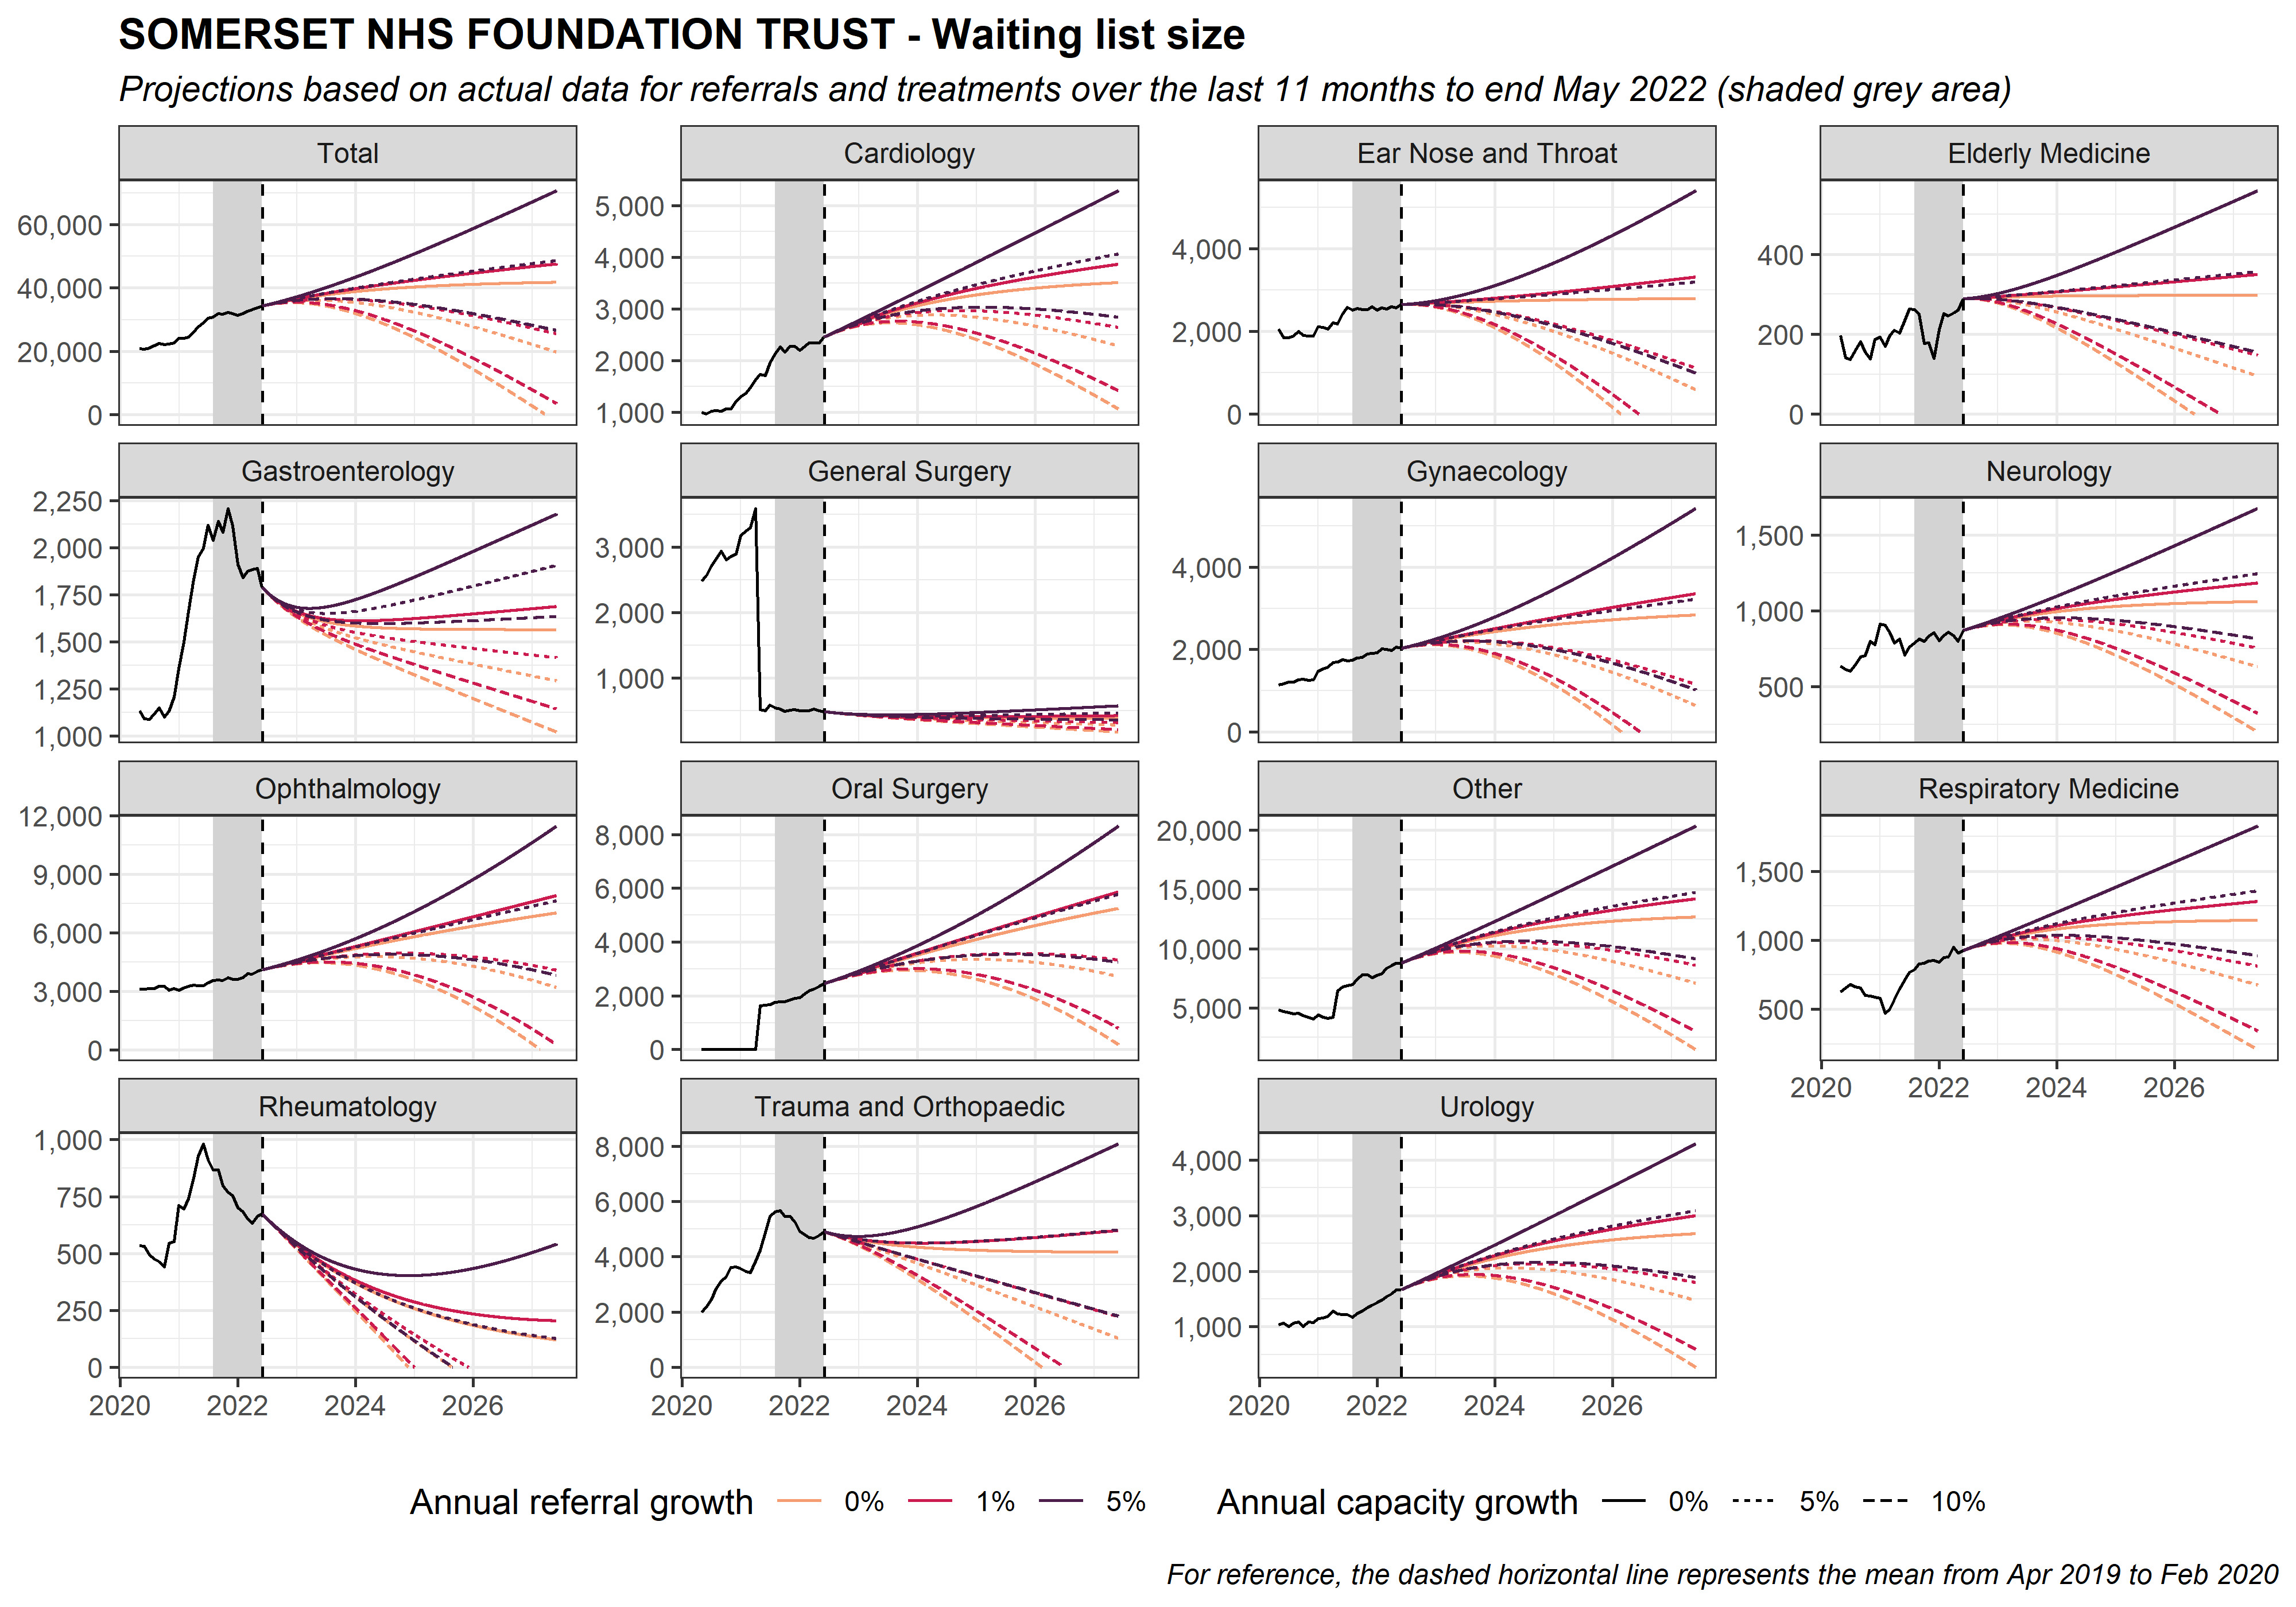 SOMERSET NHS FOUNDATION TRUST - Waiting list size
Projections based on actual data for referrals and treatments over the last 11 months to end May 2022 (shaded grey area)
Total
60,000
40,000
20,000
0
Cardiology
5,000
4,000
3,000
2,000
1,000
Ear Nose and Throat
4,000
2,000
0
Elderly Medicine
400
200
0
Gastroenterology
2,250
2,000
1,750
1,500
1,250
1,000
General Surgery
3,000
2,000
1,000
Gynaecology
4,000
2,000
0
Neurology
1,500
1,000
500
Ophthalmology
12,000
9,000
6,000
3,000
0
Oral Surgery
8,000
6,000
4,000
2,000
0
Other
20,000
15,000
10,000
5,000
Respiratory Medicine
1,500
1,000
500
2020 2022 2024 2026
Rheumatology
1,000
750
500
250
0
2020 2022 2024 2026
Trauma and Orthopaedic
8,000
6,000
4,000
2,000
0
2020 2022 2024 2026
Urology
4,000
3,000
2,000
1,000
2020 2022 2024 2026
Annual referral growth 0% 1% 5% Annual capacity growth 0% 5% 10%
For reference, the dashed horizontal line represents the mean from Apr 2019 to Feb 2020